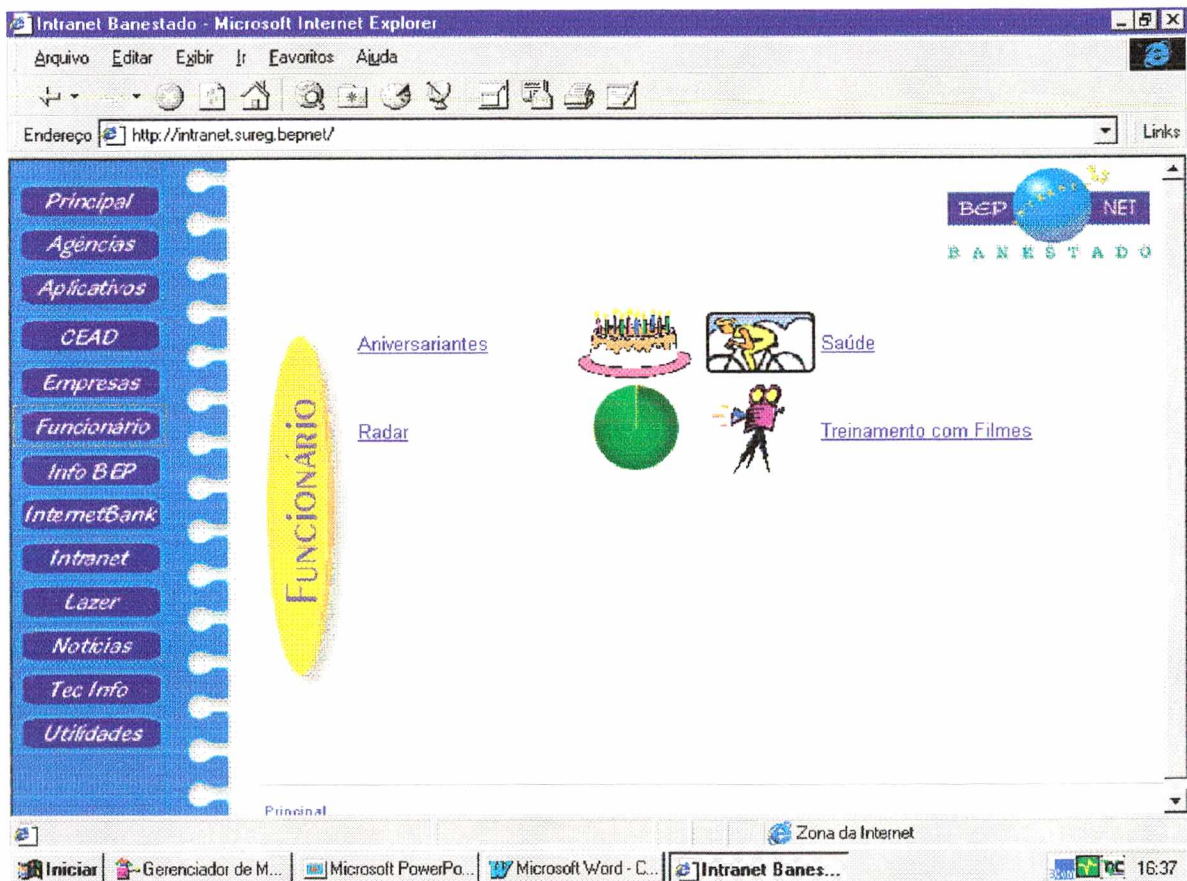 Intranet Banestado - Microsoft Internet Explorer
Arquivo Editar Exibir Ir Favoritos Ajuda
Endereço http://intranet.sureg.bepnet/ Links
Principal
Agências
Aplicativos
CEAD
Empresas
Funcionário
Info BEP
InternetBank
Intranet
Lazer
Notícias
Tec Info
Utilidades
BEP INTERNET NET
BANESTADO
FUNCIONÁRIO
Aniversariantes
Saúde
Radar
Treinamento com Filmes
Principal
Zona da Internet
Iniciar Gerenciador de M... Microsoft PowerPo... Microsoft Word - C... Intranet Banes... 16:37